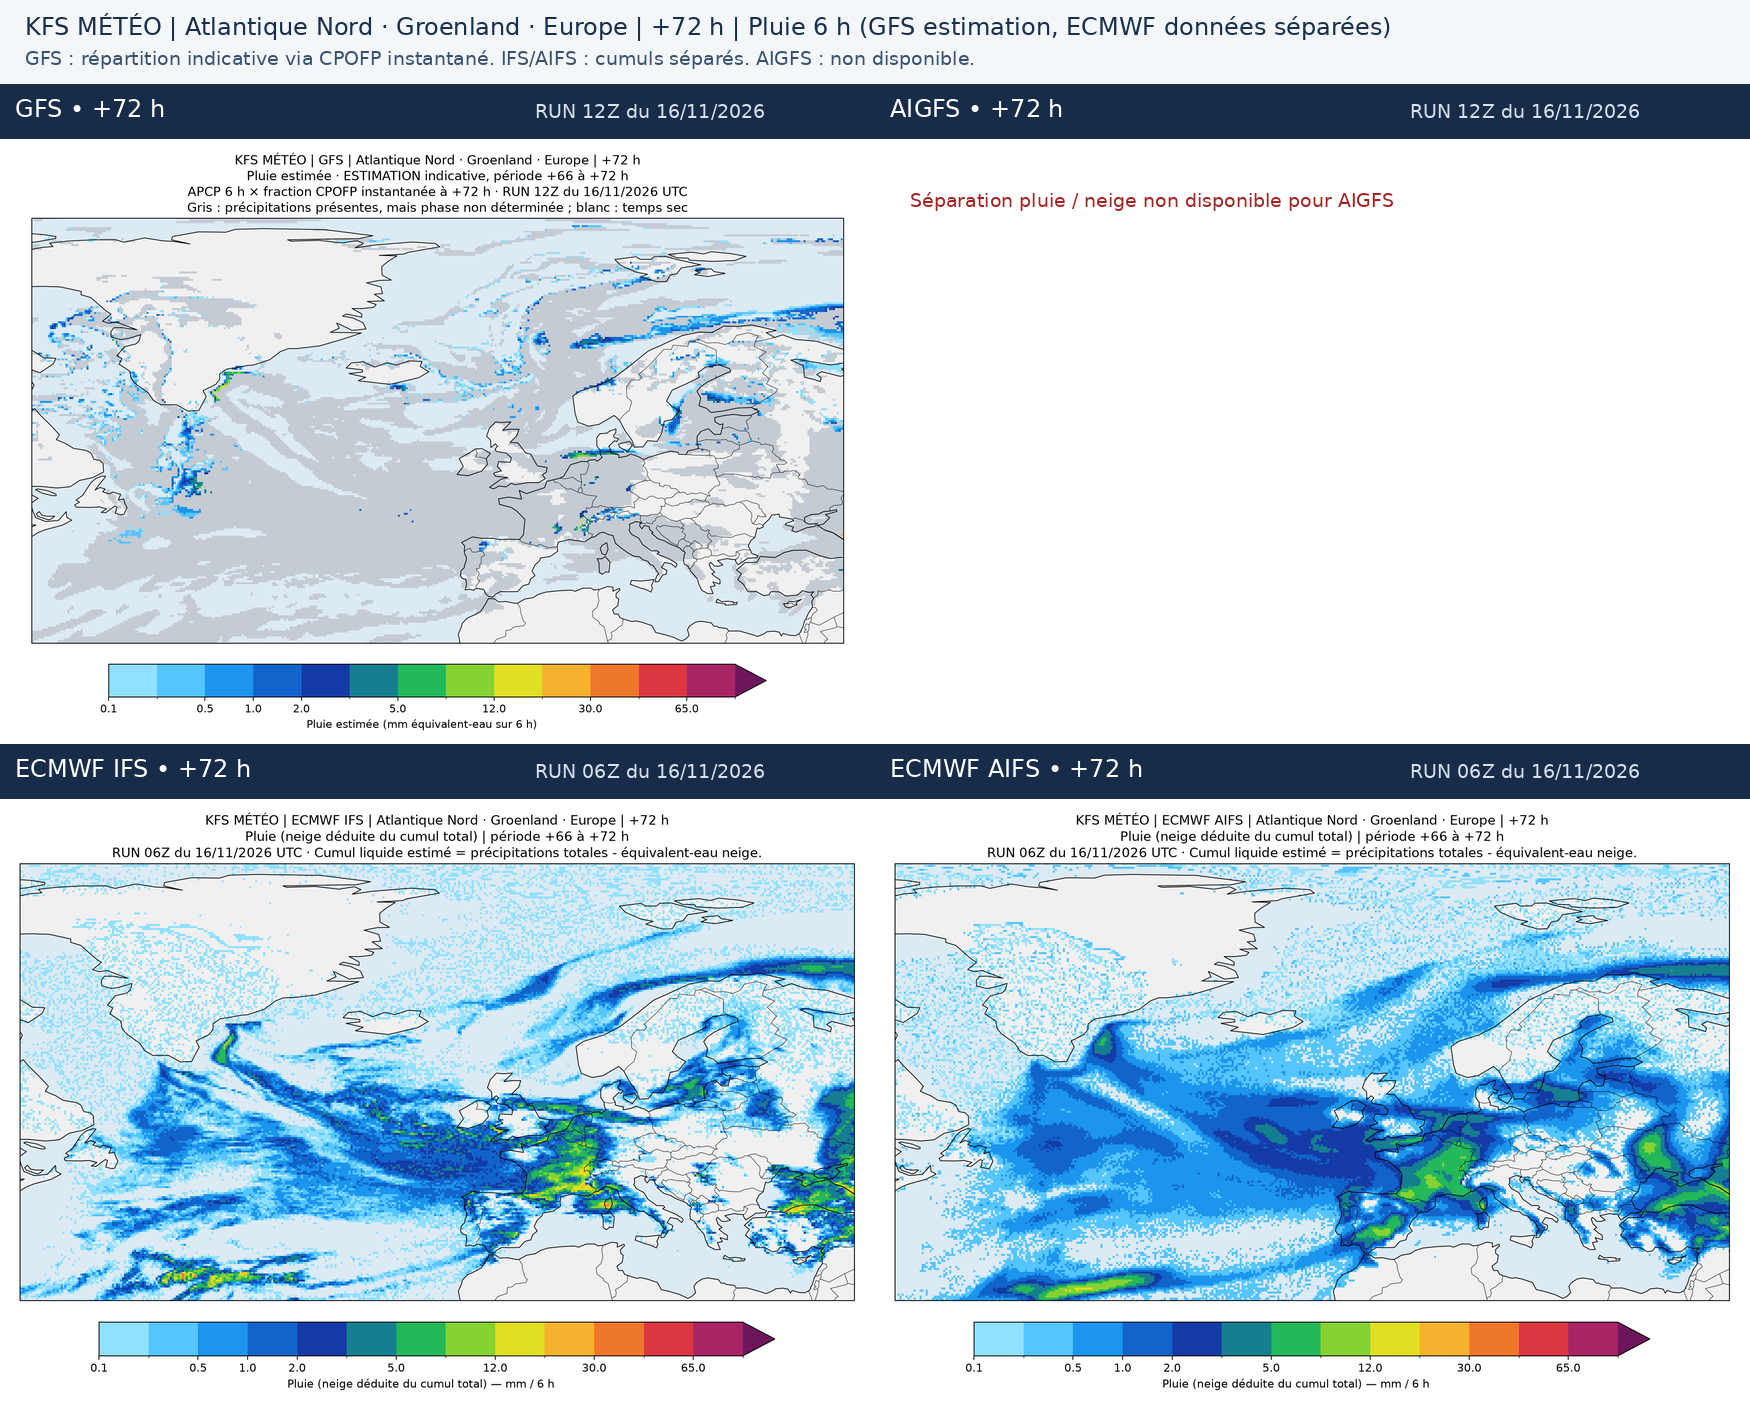 KFS MÉTÉO | Atlantique Nord · Groenland · Europe | +72 h | Pluie 6 h (GFS estimation, ECMWF données séparées)
GFS : répartition indicative via CPOFP instantané. IFS/AIFS : cumuls séparés. AIGFS : non disponible.
GFS • +72 h
RUN 12Z du 16/11/2026
AIGFS • +72 h
RUN 12Z du 16/11/2026
KFS MÉTÉO | GFS | Atlantique Nord · Groenland · Europe | +72 h
Pluie estimée · ESTIMATION indicative, période +66 à +72 h
APCP 6 h × fraction CPOFP instantanée à +72 h · RUN 12Z du 16/11/2026 UTC
Gris : précipitations présentes, mais phase non déterminée ; blanc : temps sec
Séparation pluie / neige non disponible pour AIGFS
0.1 0.5 1.0 2.0 5.0 12.0 30.0 65.0
Pluie estimée (mm équivalent-eau sur 6 h)
ECMWF IFS • +72 h
RUN 06Z du 16/11/2026
ECMWF AIFS • +72 h
RUN 06Z du 16/11/2026
KFS MÉTÉO | ECMWF IFS | Atlantique Nord · Groenland · Europe | +72 h
Pluie (neige déduite du cumul total) | période +66 à +72 h
RUN 06Z du 16/11/2026 UTC · Cumul liquide estimé = précipitations totales - équivalent-eau neige.
0.1 0.5 1.0 2.0 5.0 12.0 30.0 65.0
Pluie (neige déduite du cumul total) — mm / 6 h
KFS MÉTÉO | ECMWF AIFS | Atlantique Nord · Groenland · Europe | +72 h
Pluie (neige déduite du cumul total) | période +66 à +72 h
RUN 06Z du 16/11/2026 UTC · Cumul liquide estimé = précipitations totales - équivalent-eau neige.
0.1 0.5 1.0 2.0 5.0 12.0 30.0 65.0
Pluie (neige déduite du cumul total) — mm / 6 h